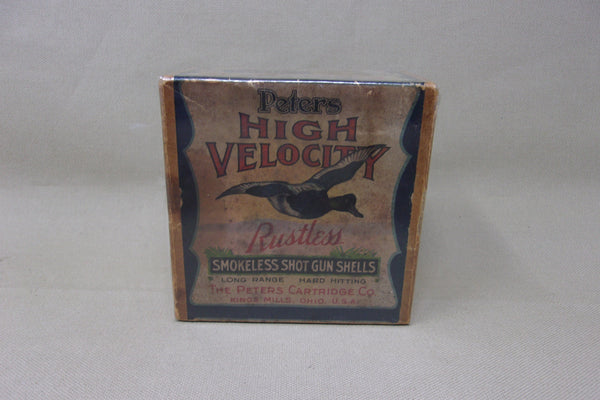 Peters
HIGH
VELOCITY
Rustless
SMOKELESS SHOT GUN SHELLS
LONG RANGE HARD HITTING
THE PETERS CARTRIDGE CO.
KINGS MILLS, OHIO, U.S.A.